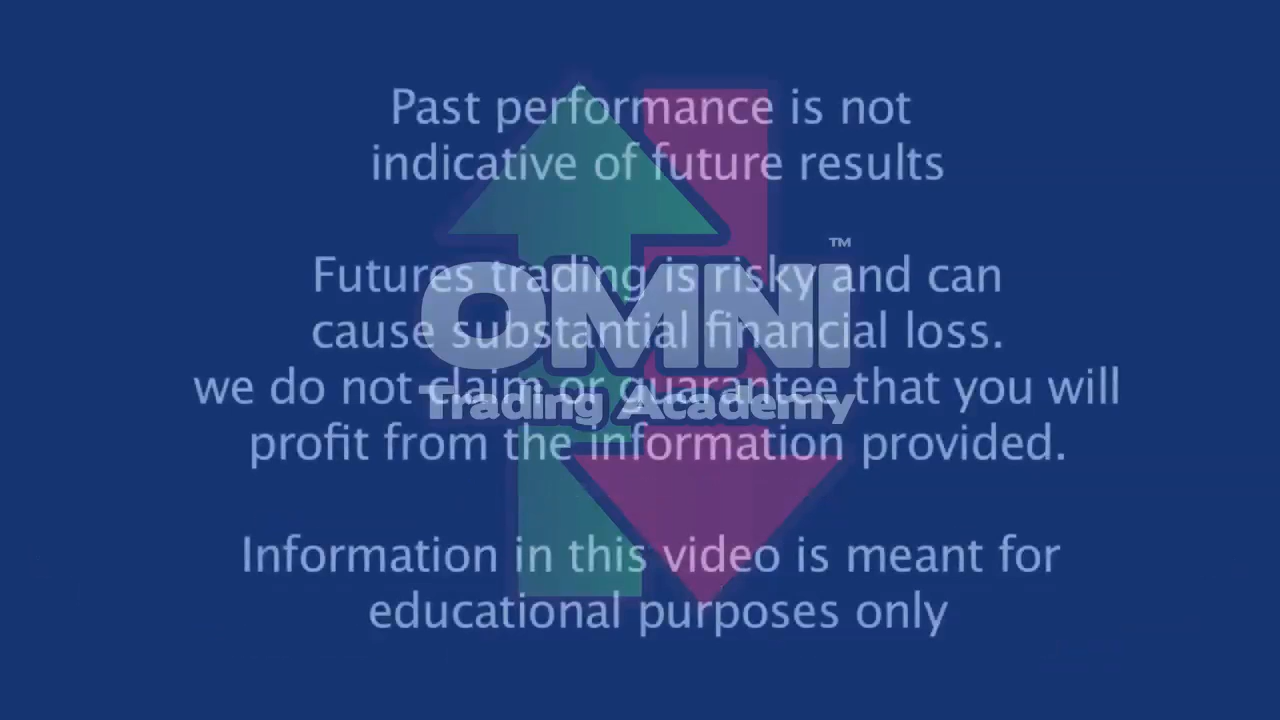 Past performance is not
indicative of future results
™
Futures trading is risky and can
OMNI
cause substantial financial loss.
we do not claim or guarantee that you will
Trading Academy
profit from the information provided.
Information in this video is meant for
educational purposes only